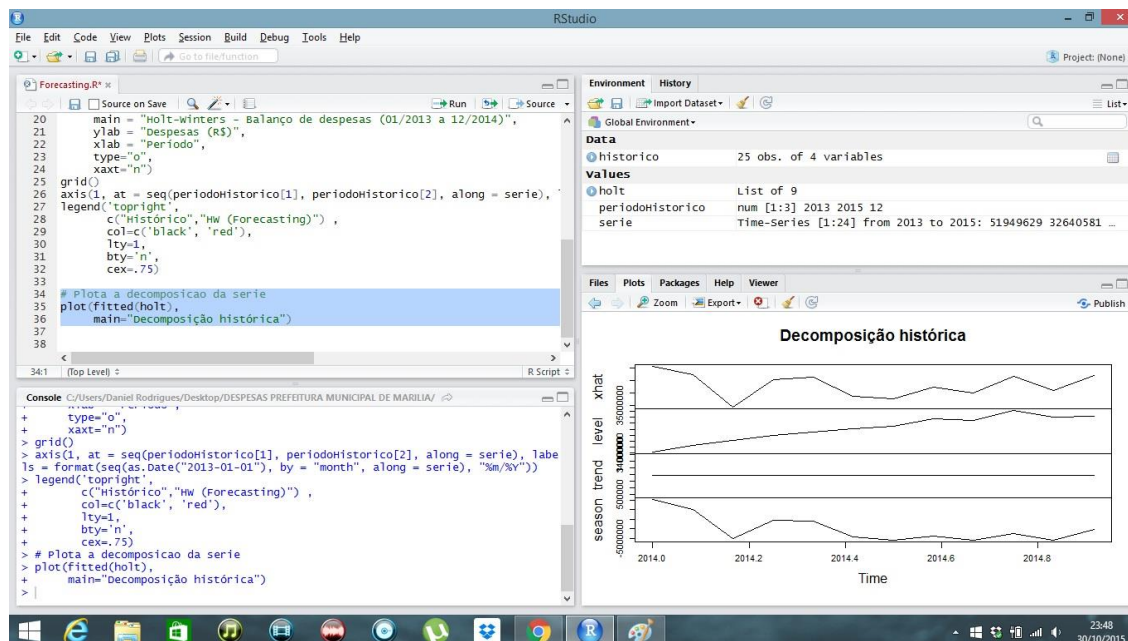 RStudio
File Edit Code View Plots Session Build Debug Tools Help
Go to file/function
Project: (None)
Forecasting.R*
Source on Save
Run
Source
20 main = "Holt-Winters - Balanço de despesas (01/2013 a 12/2014)",
21 ylab = "Despesas (R$)",
22 xlab = "Período",
23 type="o",
24 xaxt="n")
25 grid()
26 axis(1, at = seq(periodoHistorico[1], periodoHistorico[2], along = serie),
27 legend('topright',
28 c("Histórico","HW (Forecasting)") ,
29 col=c('black', 'red'),
30 lty=1,
31 bty='n',
32 cex=.75)
33
34 # Plota a decomposicao da serie
35 plot(fitted(holt),
36 main="Decomposição histórica")
37
38
34:1 (Top Level) R Script
Console C:/Users/Daniel Rodrigues/Desktop/DESPESAS PREFEITURA MUNICIPAL DE MARILIA/
+ type="o",
+ xaxt="n")
> grid()
> axis(1, at = seq(periodoHistorico[1], periodoHistorico[2], along = serie), labe
ls = format(seq(as.Date("2013-01-01"), by = "month", along = serie), "%m/%Y"))
> legend('topright',
+ c("Histórico","HW (Forecasting)") ,
+ col=c('black', 'red'),
+ lty=1,
+ bty='n',
+ cex=.75)
> # Plota a decomposicao da serie
> plot(fitted(holt),
+ main="Decomposição histórica")
>
Environment History
Import Dataset
List
Global Environment
Data
historico 25 obs. of 4 variables
Values
holt List of 9
periodoHistorico num [1:3] 2013 2015 12
serie Time-Series [1:24] from 2013 to 2015: 51949629 32640581 …
Files Plots Packages Help Viewer
Zoom Export Publish
Decomposição histórica
xhat
level
trend
season
35000000
500000
-5000000
2014.0 2014.2 2014.4 2014.6 2014.8
Time
23:48
30/10/2015